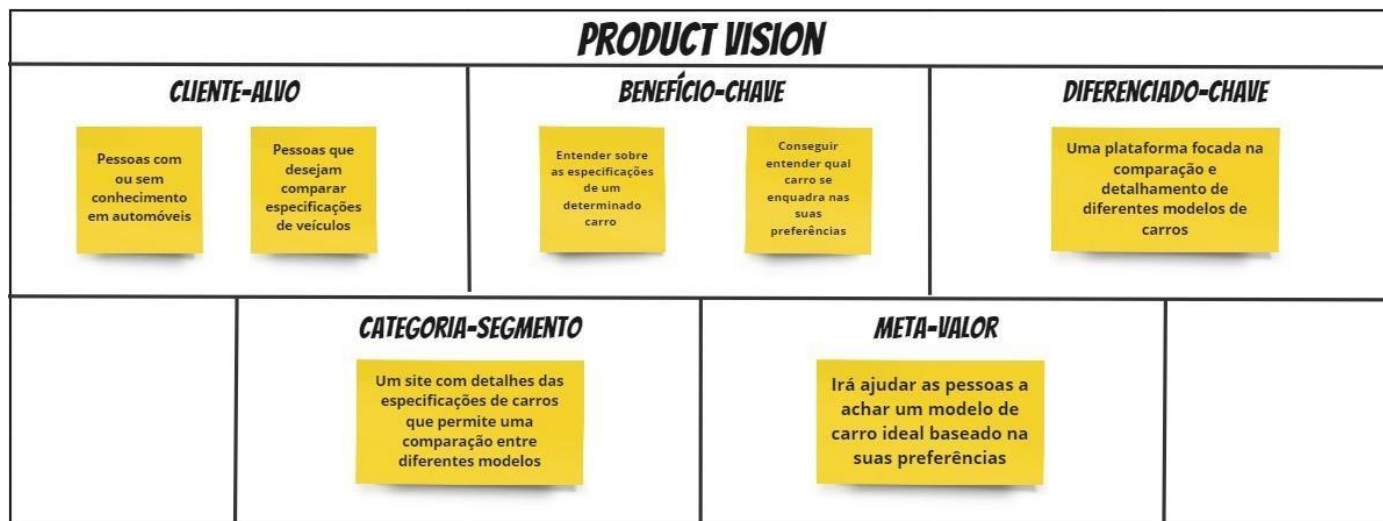 PRODUCT VISION
CLIENTE-ALVO
Pessoas com
ou sem
conhecimento
em automóveis
Pessoas que
desejam
comparar
especificações
de veículos
BENEFÍCIO-CHAVE
Entender sobre
as especificações
de um
determinado
carro
Conseguir
entender qual
carro se
enquadra nas
suas
preferências
DIFERENCIADO-CHAVE
Uma plataforma focada na
comparação e
detalhamento de
diferentes modelos de
carros
CATEGORIA-SEGMENTO
Um site com detalhes das
especificações de carros
que permite uma
comparação entre
diferentes modelos
META-VALOR
Irá ajudar as pessoas a
achar um modelo de
carro ideal baseado na
suas preferências